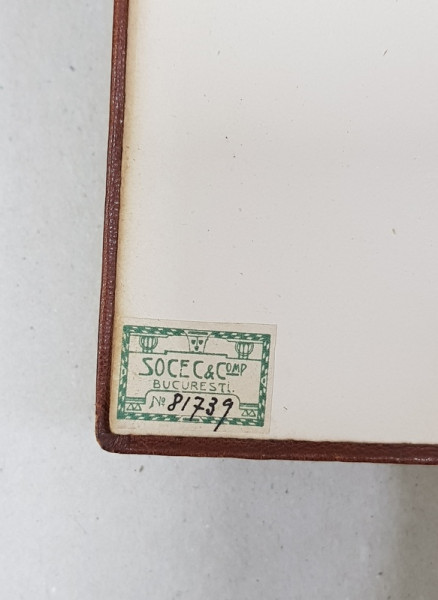 SOCEC & COMP
BUCURESTI.
No 81739